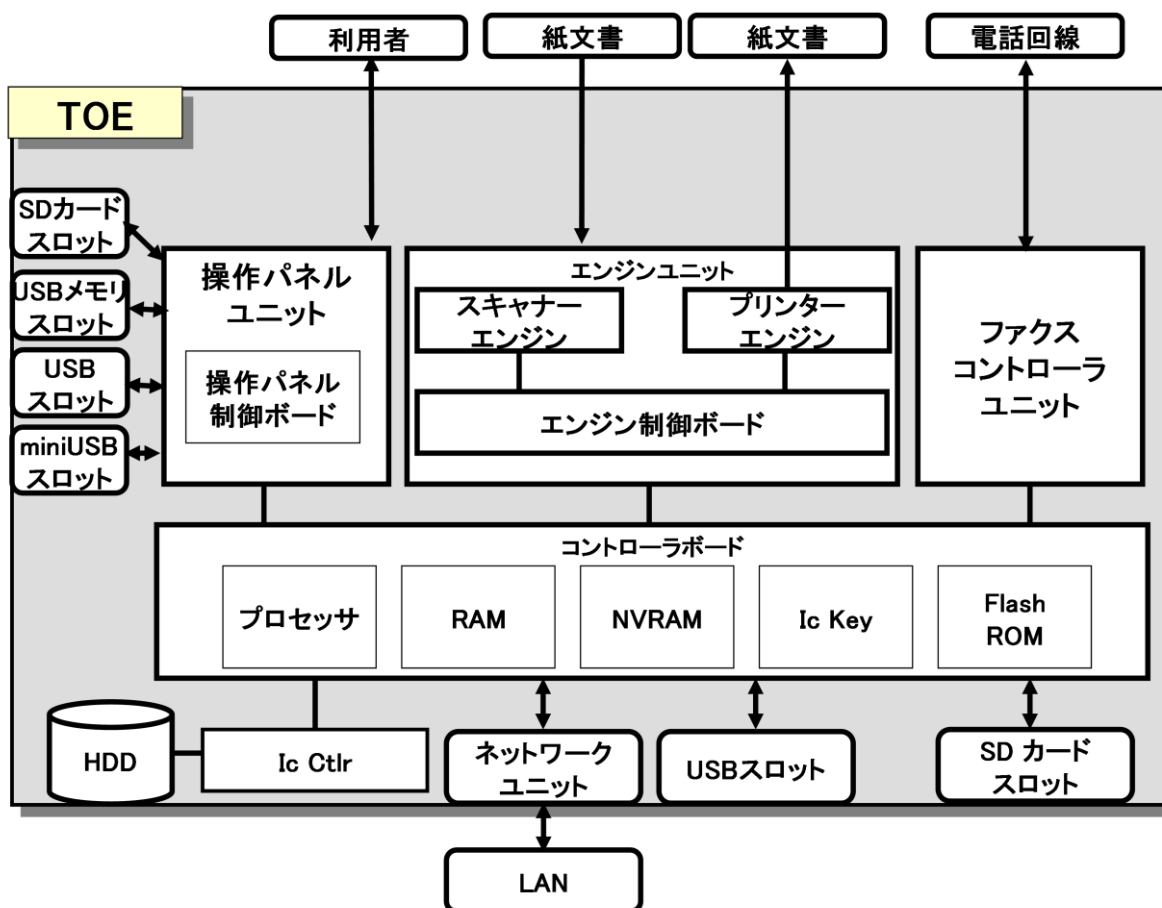 利用者
紙文書
紙文書
電話回線
TOE
SDカード
スロット
USBメモリ
スロット
USB
スロット
miniUSB
スロット
操作パネル
ユニット
操作パネル
制御ボード
エンジンユニット
スキャナー
エンジン
プリンター
エンジン
エンジン制御ボード
ファクス
コントローラ
ユニット
コントローラボード
プロセッサ
RAM
NVRAM
Ic Key
Flash
ROM
HDD
Ic Ctlr
ネットワーク
ユニット
USBスロット
SD カード
スロット
LAN